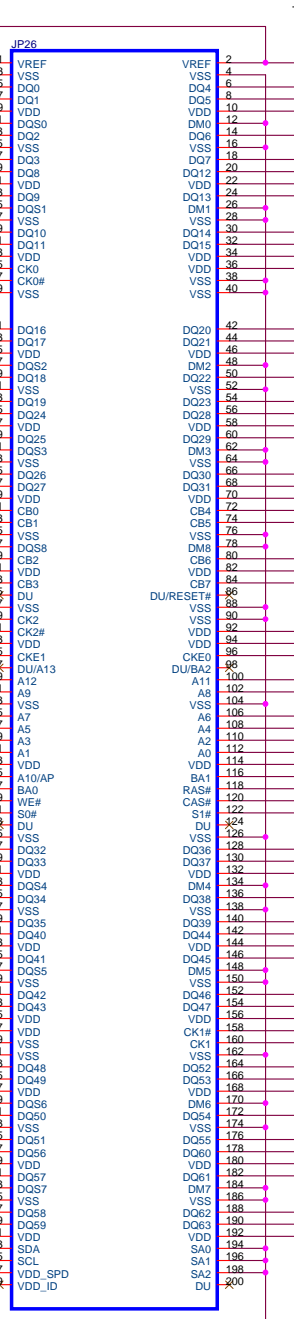 JP26
VREF VREF 2
VSS VSS 4
DQ0 DQ4 6
DQ1 DQ5 8
VDD VDD 10
DQS0 DM0 12
DQ2 DQ6 14
VSS VSS 16
DQ3 DQ7 18
DQ8 DQ12 20
VDD VDD 22
DQ9 DQ13 24
DQS1 DM1 26
VSS VSS 28
DQ10 DQ14 30
DQ11 DQ15 32
VDD VDD 34
CK0 VDD 36
CK0# VSS 38
VSS VSS 40
DQ16 DQ20 42
DQ17 DQ21 44
VDD VDD 46
DQS2 DM2 48
DQ18 DQ22 50
VSS VSS 52
DQ19 DQ23 54
DQ24 DQ28 56
VDD VDD 58
DQ25 DQ29 60
DQS3 DM3 62
VSS VSS 64
DQ26 DQ30 66
DQ27 DQ31 68
VDD VDD 70
CB0 CB4 72
CB1 CB5 74
VSS VSS 76
DQS8 DM8 78
CB2 CB6 80
VDD VDD 82
CB3 CB7 84
DU DU/RESET# 86
VSS VSS 88
CK2 VSS 90
CK2# VDD 92
VDD VDD 94
CKE1 CKE0 96
DU/A13 DU/BA2 98
A12 A11 100
A9 A8 102
VSS VSS 104
A7 A6 106
A5 A4 108
A3 A2 110
A1 A0 112
VDD VDD 114
A10/AP BA1 116
BA0 RAS# 118
WE# CAS# 120
S0# S1# 122
DU DU 124
VSS VSS 126
DQ32 DQ36 128
DQ33 DQ37 130
VDD VDD 132
DQS4 DM4 134
DQ34 DQ38 136
VSS VSS 138
DQ35 DQ39 140
DQ40 DQ44 142
VDD VDD 144
DQ41 DQ45 146
DQS5 DM5 148
VSS VSS 150
DQ42 DQ46 152
DQ43 DQ47 154
VDD VDD 156
VDD CK1# 158
VSS CK1 160
VSS VSS 162
DQ48 DQ52 164
DQ49 DQ53 166
VDD VDD 168
DQS6 DM6 170
DQ50 DQ54 172
VSS VSS 174
DQ51 DQ55 176
DQ56 DQ60 178
VDD VDD 180
DQ57 DQ61 182
DQS7 DM7 184
VSS VSS 186
DQ58 DQ62 188
DQ59 DQ63 190
VDD VDD 192
SDA SA0 194
SCL SA1 196
VDD_SPD SA2 198
VDD_ID DU 200